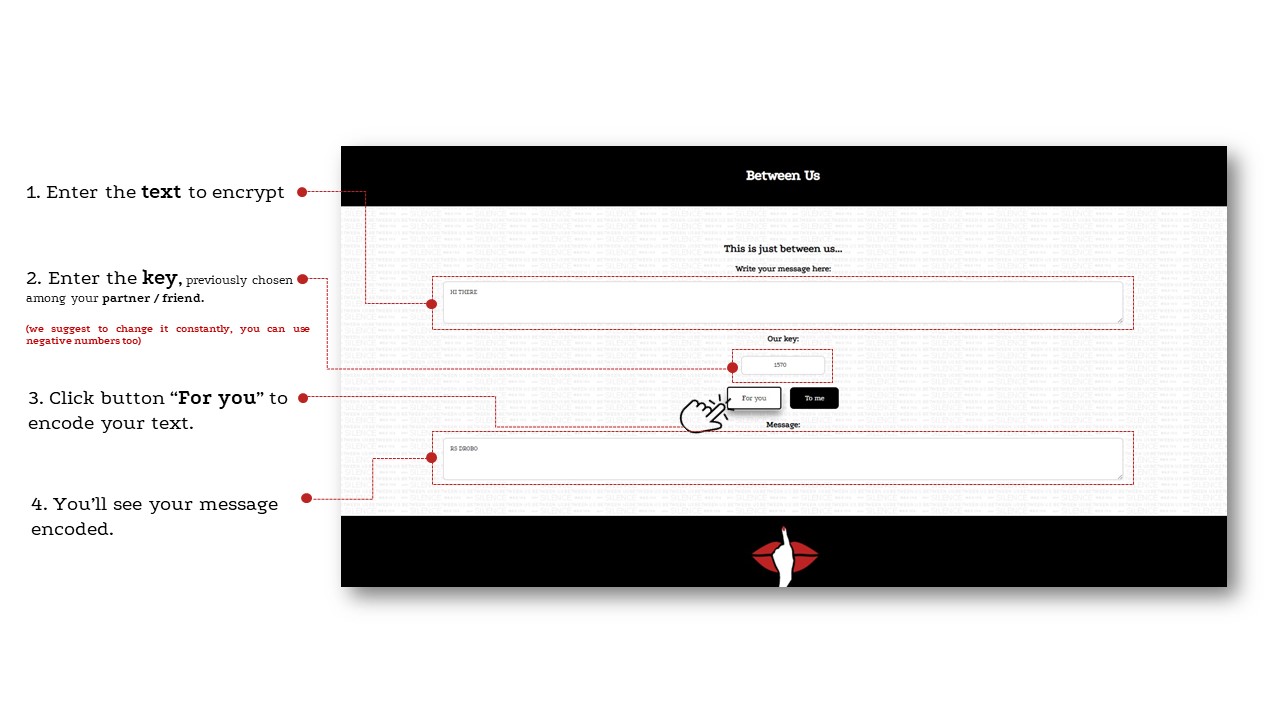 Between Us
1. Enter the text to encrypt
This is just between us...
Write your message here:
2. Enter the key, previously chosen
among your partner / friend.
HI THERE
(we suggest to change it constantly, you can use
negative numbers too)
Our key:
1570
3. Click button “For you” to
encode your text.
For you
To me
Message:
RS DROBO
4. You’ll see your message
encoded.